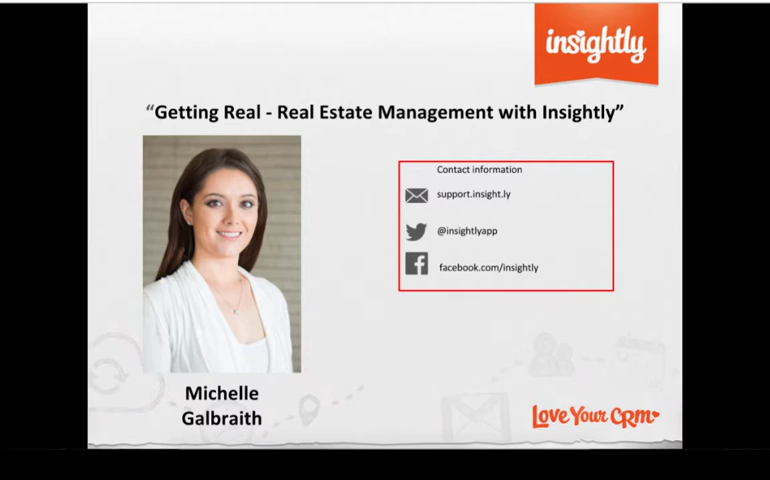 insightly
“Getting Real - Real Estate Management with Insightly”
Contact information
support.insight.ly
@insightlyapp
facebook.com/insightly
Michelle
Galbraith
Love Your CRM